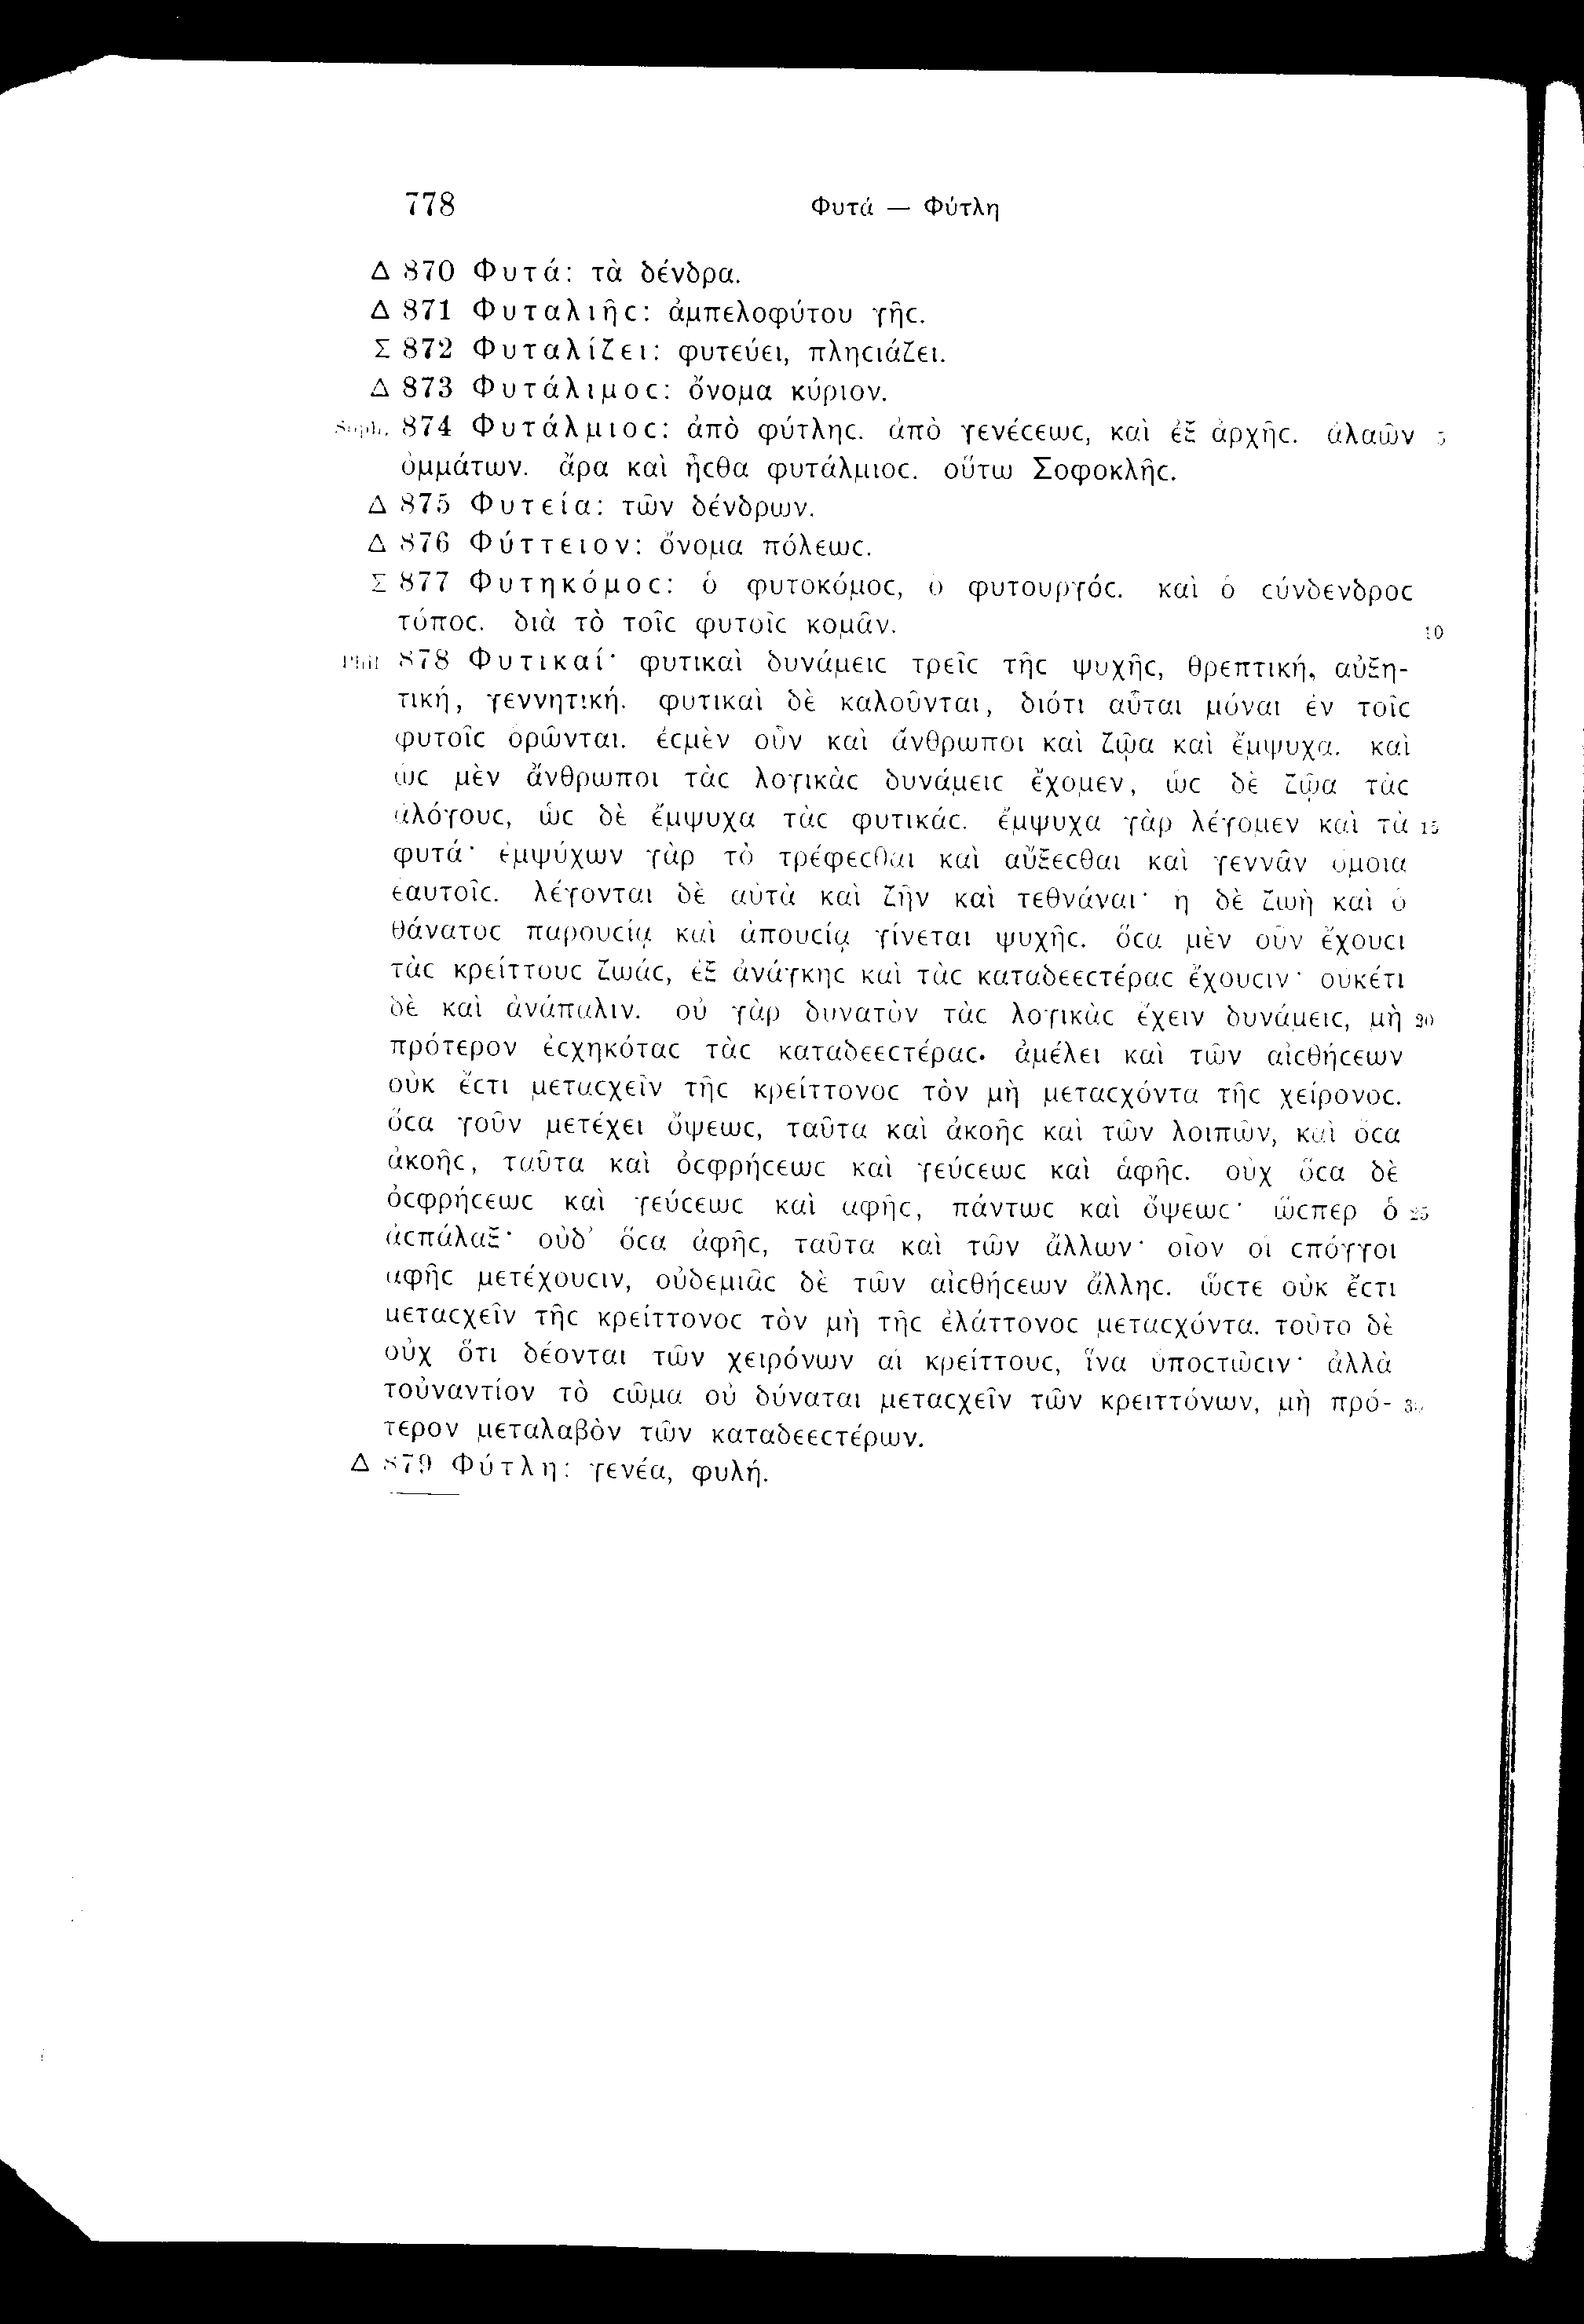 778 Φυτά — Φύτλη
Δ 870 Φυτά: τὰ δένδρα.
Δ 871 Φυταλιῆϲ: ἀμπελοφύτου γῆϲ.
Σ 872 Φυταλίζει: φυτεύει, πληϲιάζει.
Δ 873 Φυτάλιμοϲ: ὄνομα κύριον.
Soph. 874 Φυτάλμιοϲ: ἀπὸ φύτληϲ. ἀπὸ γενέϲεωϲ, καὶ ἐξ ἀρχῆϲ. ἀλαῶν 5
ὀμμάτων. ἄρα καὶ ἦϲθα φυτάλμιοϲ. οὕτω Σοφοκλῆϲ.
Δ 875 Φυτεία: τῶν δένδρων.
Δ 876 Φύττειον: ὄνομα πόλεωϲ.
Σ 877 Φυτηκόμοϲ: ὁ φυτοκόμοϲ, ὁ φυτουργόϲ. καὶ ὁ ϲύνδενδροϲ
τόποϲ. διὰ τὸ τοῖϲ φυτοῖϲ κομᾶν. 10
Phil 878 Φυτικαί· φυτικαὶ δυνάμειϲ τρεῖϲ τῆϲ ψυχῆϲ, θρεπτική, αὐξη-
τική, γεννητική. φυτικαὶ δὲ καλοῦνται, διότι αὗται μόναι ἐν τοῖϲ
φυτοῖϲ ὁρῶνται. ἐϲμὲν οὖν καὶ ἄνθρωποι καὶ ζῷα καὶ ἔμψυχα. καὶ
ὡϲ μὲν ἄνθρωποι τὰϲ λογικὰϲ δυνάμειϲ ἔχομεν, ὡϲ δὲ ζῷα τὰϲ
ἀλόγουϲ, ὡϲ δὲ ἔμψυχα τὰϲ φυτικάϲ. ἔμψυχα γὰρ λέγομεν καὶ τὰ 15
φυτά· ἐμψύχων γὰρ τὸ τρέφεϲθαι καὶ αὔξεϲθαι καὶ γεννᾶν ὅμοια
ἑαυτοῖϲ. λέγονται δὲ αὐτὰ καὶ ζῆν καὶ τεθνάναι· ἡ δὲ ζωὴ καὶ ὁ
θάνατοϲ παρουϲίᾳ καὶ ἀπουϲίᾳ γίνεται ψυχῆϲ. ὅϲα μὲν οὖν ἔχουϲι
τὰϲ κρείττουϲ ζωάϲ, ἐξ ἀνάγκηϲ καὶ τὰϲ καταδεεϲτέραϲ ἔχουϲιν· οὐκέτι
δὲ καὶ ἀνάπαλιν. οὐ γὰρ δυνατὸν τὰϲ λογικὰϲ ἔχειν δυνάμειϲ, μὴ 20
πρότερον ἐϲχηκόταϲ τὰϲ καταδεεϲτέραϲ. ἀμέλει καὶ τῶν αἰϲθήϲεων
οὐκ ἔϲτι μεταϲχεῖν τῆϲ κρείττονοϲ τὸν μὴ μεταϲχόντα τῆϲ χείρονοϲ.
ὅϲα γοῦν μετέχει ὄψεωϲ, ταῦτα καὶ ἀκοῆϲ καὶ τῶν λοιπῶν, καὶ ὅϲα
ἀκοῆϲ, ταῦτα καὶ ὀϲφρήϲεωϲ καὶ γεύϲεωϲ καὶ ἁφῆϲ. οὐχ ὅϲα δὲ
ὀϲφρήϲεωϲ καὶ γεύϲεωϲ καὶ ἁφῆϲ, πάντωϲ καὶ ὄψεωϲ· ὥϲπερ ὁ 25
ἀϲπάλαξ· οὐδ' ὅϲα ἁφῆϲ, ταῦτα καὶ τῶν ἄλλων· οἷον οἱ ϲπόγγοι
ἁφῆϲ μετέχουϲιν, οὐδεμιᾶϲ δὲ τῶν αἰϲθήϲεων ἄλληϲ. ὥϲτε οὐκ ἔϲτι
μεταϲχεῖν τῆϲ κρείττονοϲ τὸν μὴ τῆϲ ἐλάττονοϲ μεταϲχόντα. τοῦτο δὲ
οὐχ ὅτι δέονται τῶν χειρόνων αἱ κρείττουϲ, ἵνα ὑποϲτῶϲιν· ἀλλὰ
τοὐναντίον τὸ ϲῶμα οὐ δύναται μεταϲχεῖν τῶν κρειττόνων, μὴ πρό- 30
τερον μεταλαβὸν τῶν καταδεεϲτέρων.
Δ 879 Φύτλη: γενέα, φυλή.